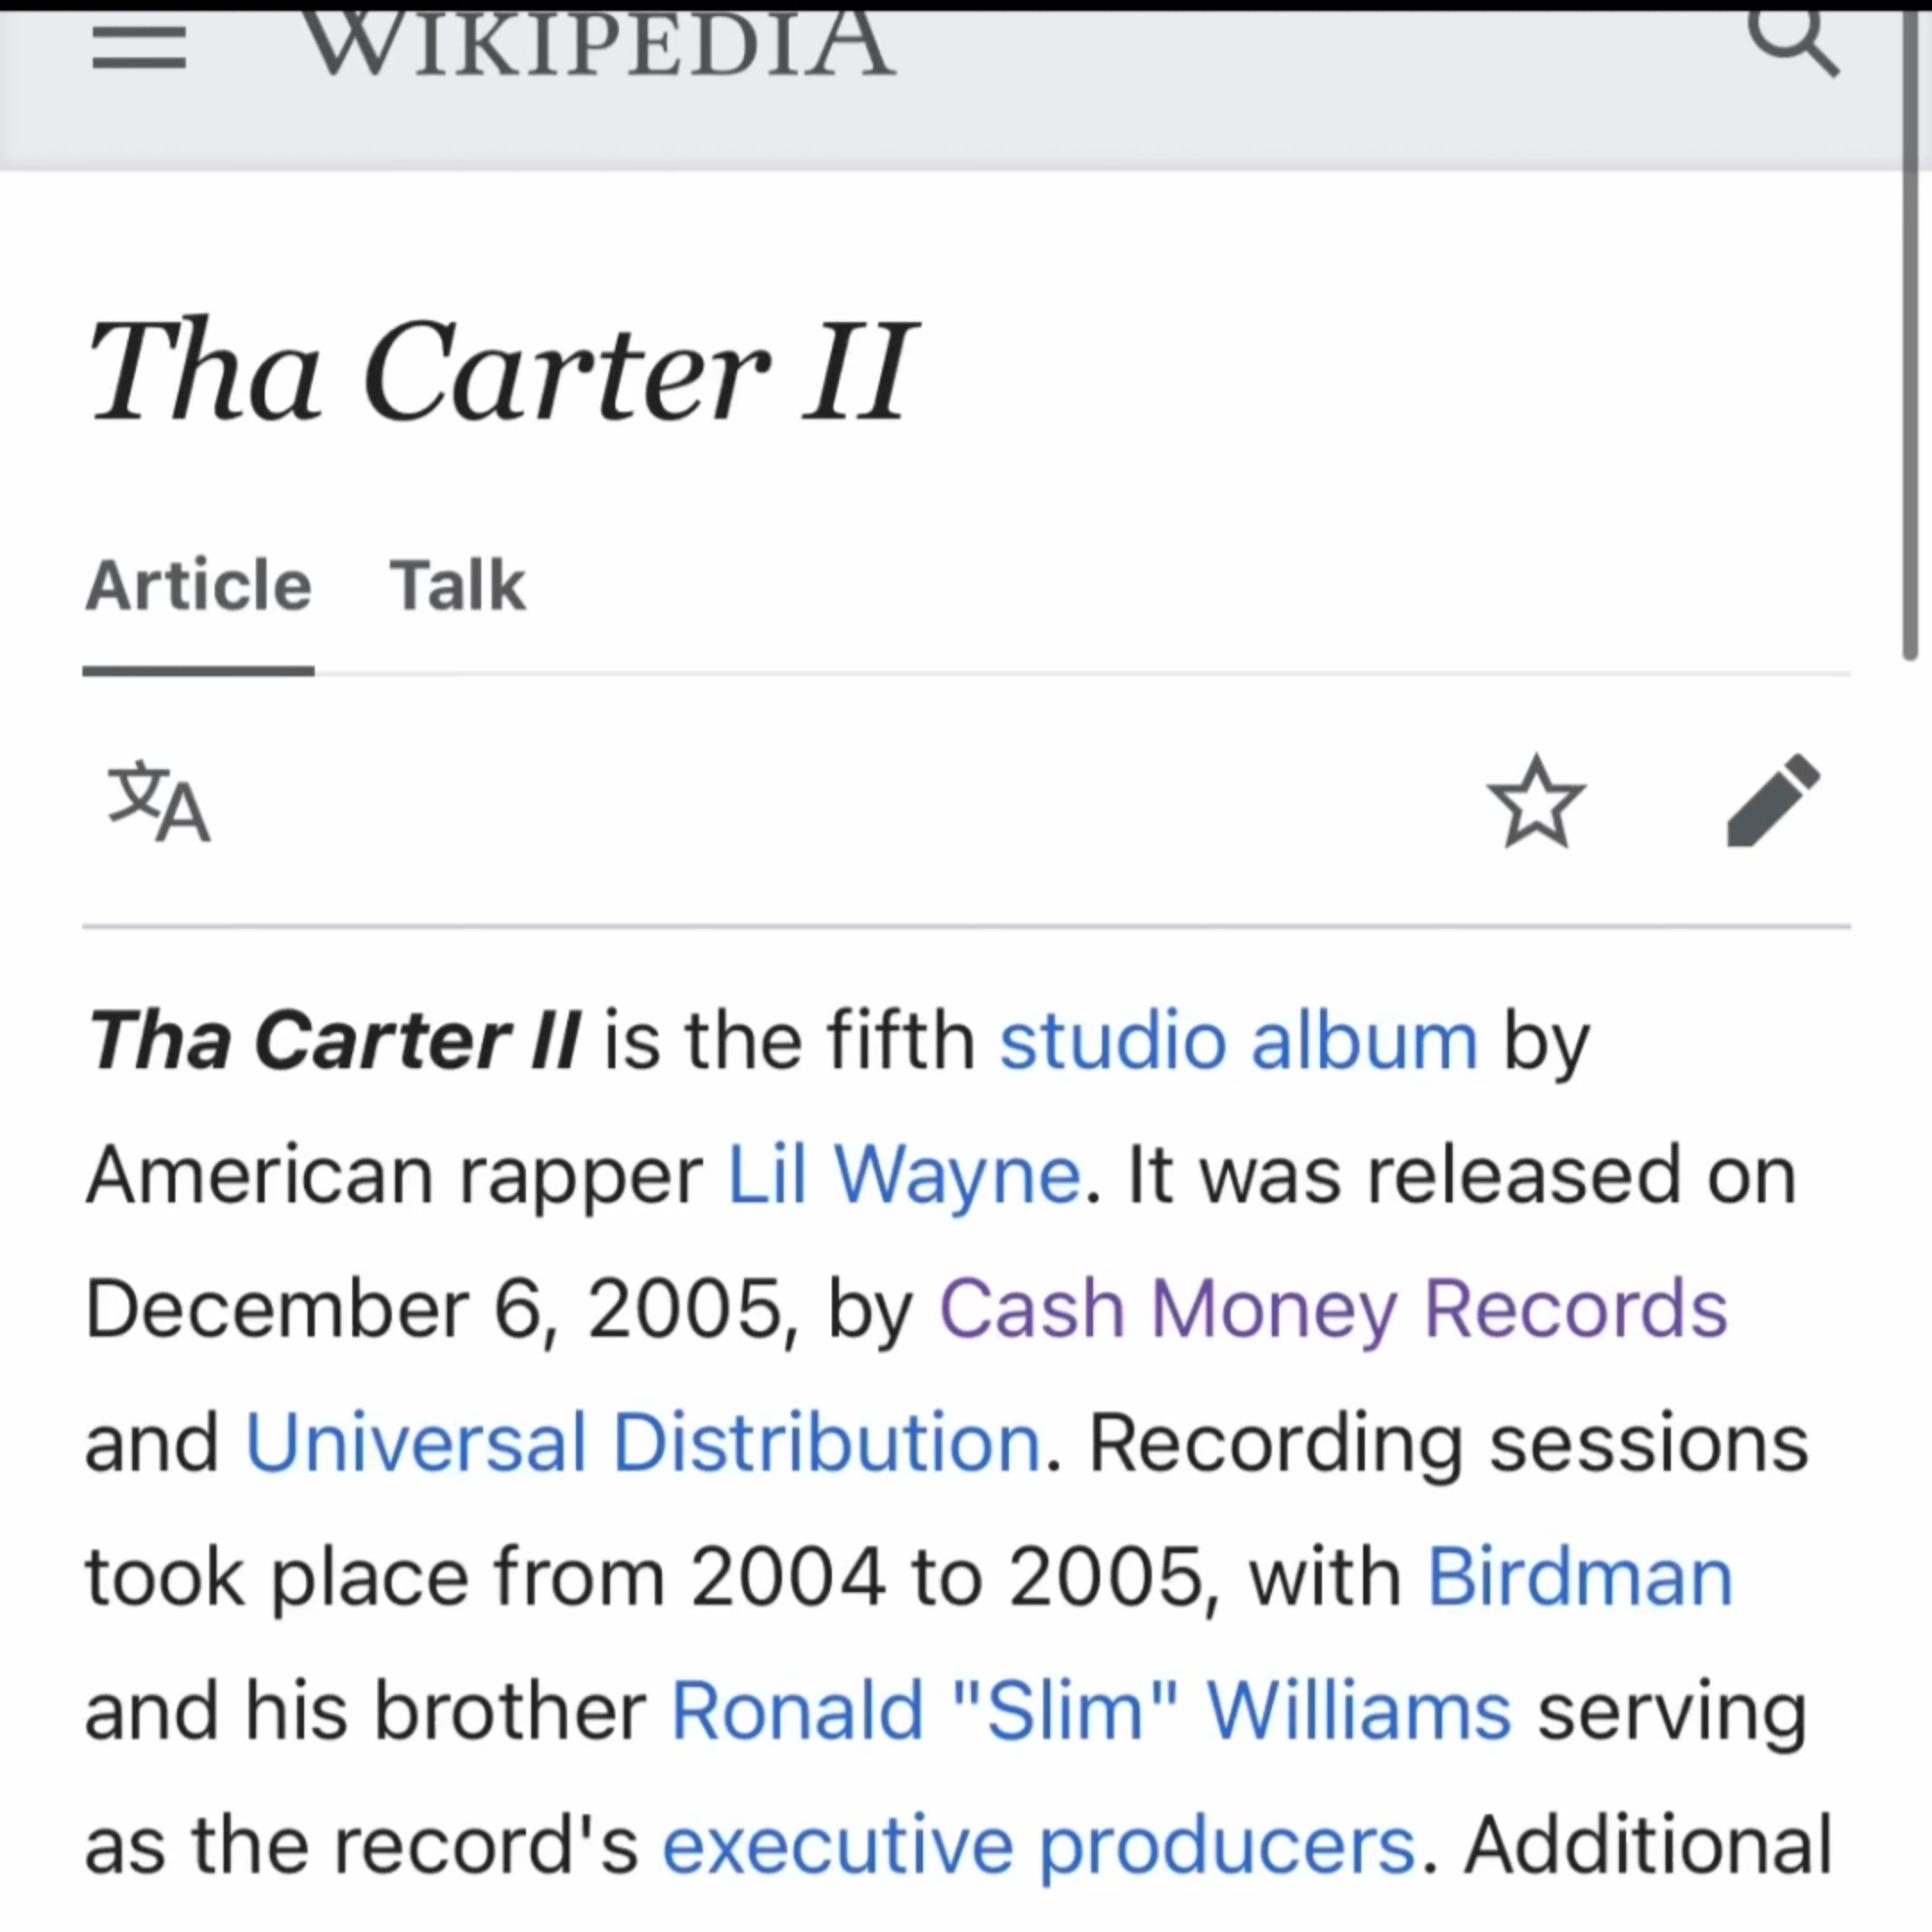 WIKIPEDIA
Tha Carter II
Article Talk
文A
Tha Carter II is the fifth studio album by
American rapper Lil Wayne. It was released on
December 6, 2005, by Cash Money Records
and Universal Distribution. Recording sessions
took place from 2004 to 2005, with Birdman
and his brother Ronald "Slim" Williams serving
as the record's executive producers. Additional